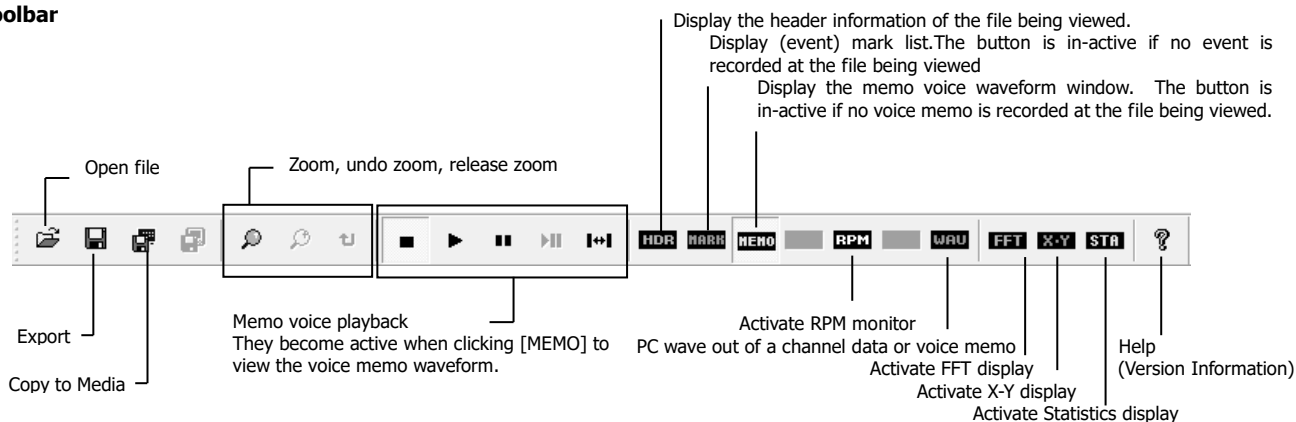 oolbar
Display the header information of the file being viewed.
Display (event) mark list.The button is in-active if no event is
recorded at the file being viewed
Display the memo voice waveform window. The button is
in-active if no voice memo is recorded at the file being viewed.
Open file
Zoom, undo zoom, release zoom
HDR MARK MEMO RPM WAV FFT X-Y STA
Export
Copy to Media
Memo voice playback
They become active when clicking [MEMO] to
view the voice memo waveform.
Activate RPM monitor
PC wave out of a channel data or voice memo
Activate FFT display
Activate X-Y display
Activate Statistics display
Help
(Version Information)